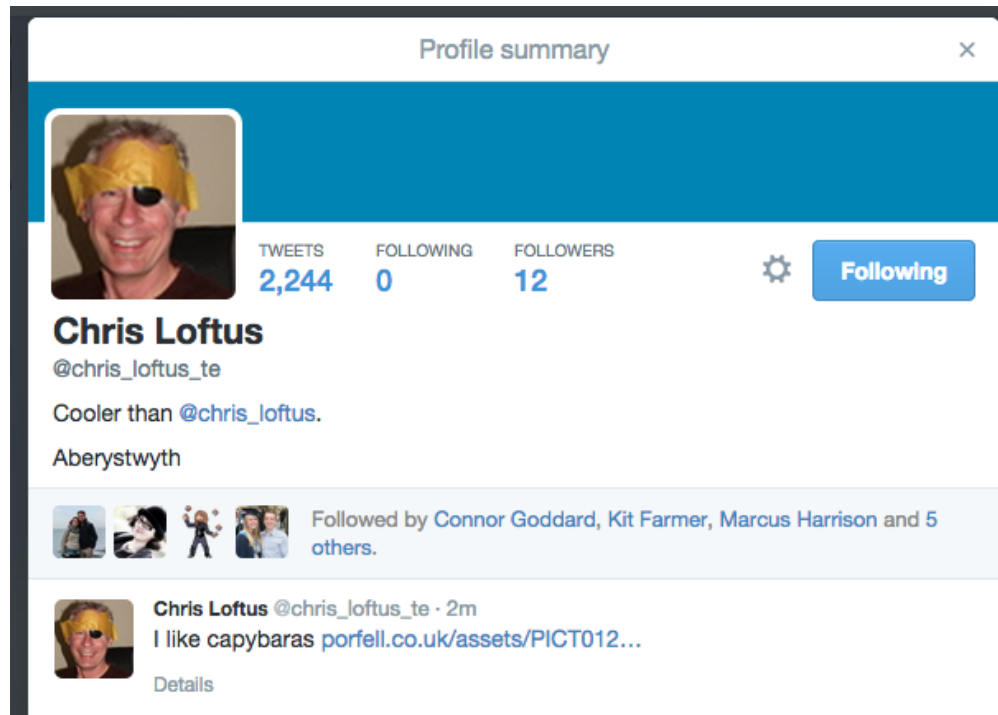 Profile summary
×
TWEETS FOLLOWING FOLLOWERS
2,244 0 12
Following
Chris Loftus
@chris_loftus_te
Cooler than @chris_loftus.
Aberystwyth
Followed by Connor Goddard, Kit Farmer, Marcus Harrison and 5
others.
Chris Loftus @chris_loftus_te · 2m
I like capybaras porfell.co.uk/assets/PICT012…
Details